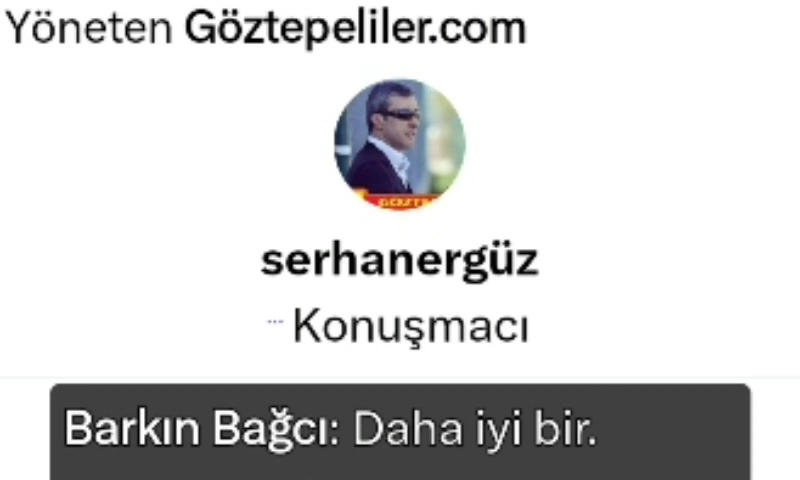 Yöneten Göztepeliler.com
serhanergüz
Konuşmacı
Barkın Bağcı: Daha iyi bir.